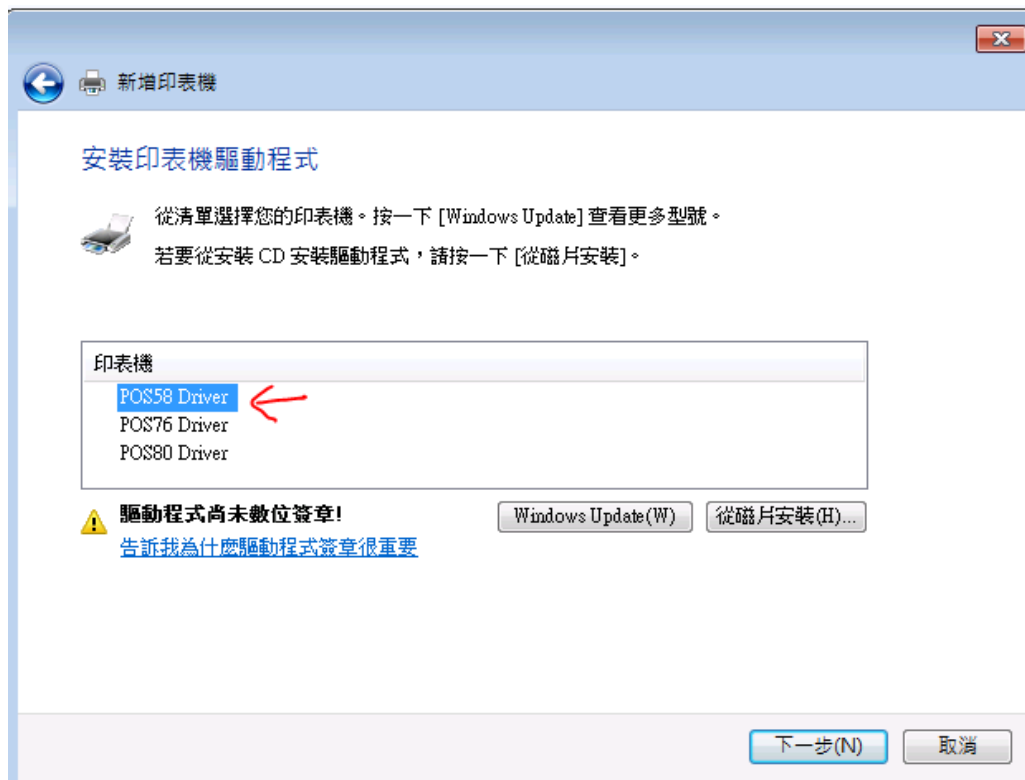 新增印表機
安裝印表機驅動程式
從清單選擇您的印表機。按一下 [Windows Update] 查看更多型號。
若要從安裝 CD 安裝驅動程式，請按一下 [從磁片安裝]。
印表機
POS58 Driver
POS76 Driver
POS80 Driver
驅動程式尚未數位簽章!
Windows Update(W)
從磁片安裝(H)...
告訴我為什麼驅動程式簽章很重要
下一步(N)
取消